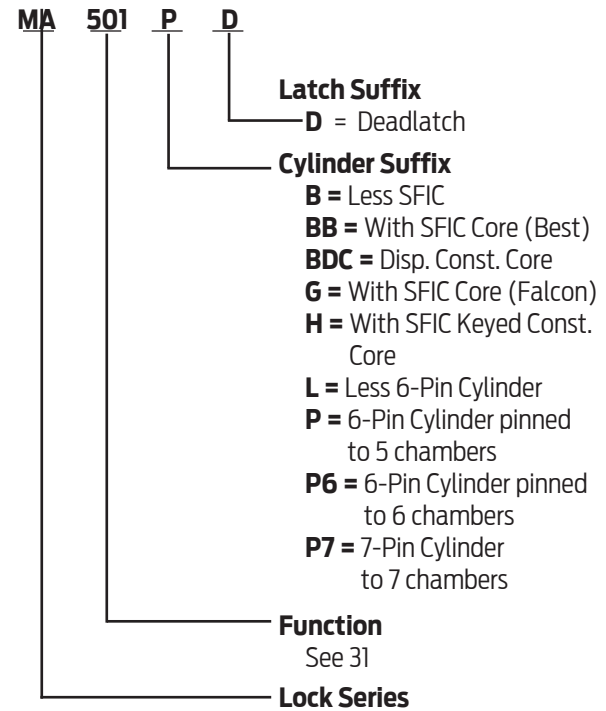 MA 501 P D
Latch Suffix
D = Deadlatch
Cylinder Suffix
B = Less SFIC
BB = With SFIC Core (Best)
BDC = Disp. Const. Core
G = With SFIC Core (Falcon)
H = With SFIC Keyed Const.
Core
L = Less 6-Pin Cylinder
P = 6-Pin Cylinder pinned
to 5 chambers
P6 = 6-Pin Cylinder pinned
to 6 chambers
P7 = 7-Pin Cylinder
to 7 chambers
Function
See 31
Lock Series